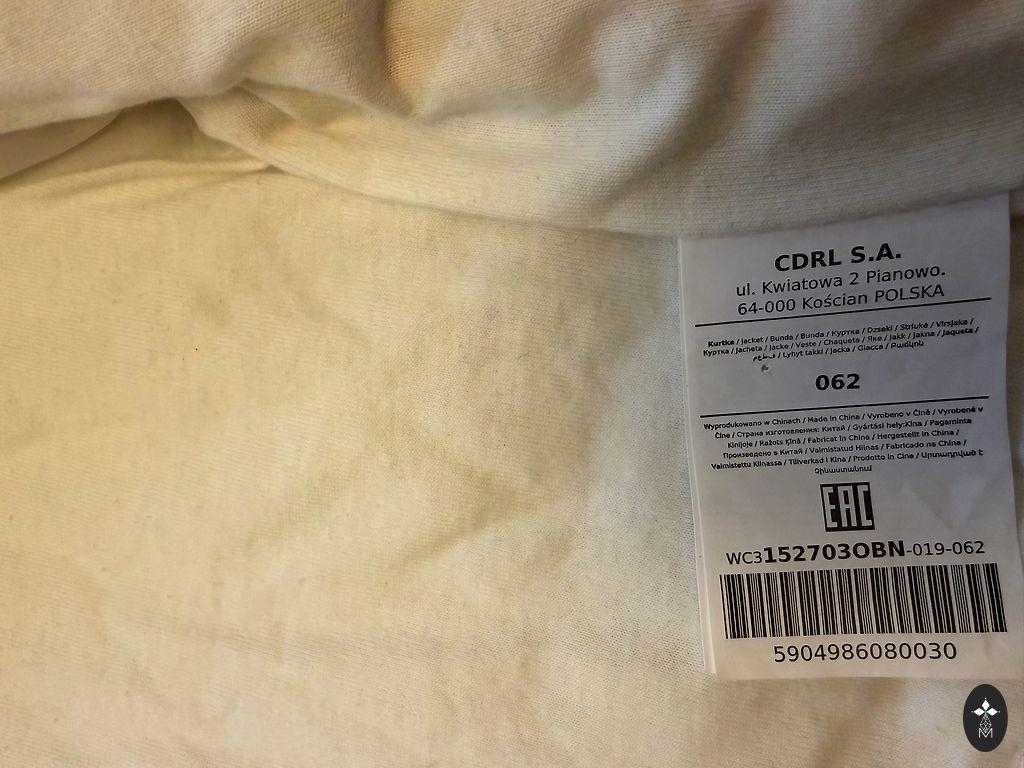 CDRL S.A.
ul. Kwiatowa 2 Pianowo.
64-000 Kościan POLSKA
Kurtka / Jacket / Bunda / Bunda / Куртка / Dzseki / Striukė / Virsjaka /
Куртка / Jacheta / Jacke / Veste / Chaqueta / Яке / Jakk / Jakna / Jaqueta /
/ Lyhyt takki / Jacka / Giacca / Բաճկոն
062
Wyprodukowano w Chinach / Made in China / Vyrobeno v Číně / Vyrobené v
Číne / Страна изготовления: Китай / Gyártási hely:Kína / Pagaminta
Kinijoje / Ražots Ķīnā / Fabricat în China / Hergestellt in China /
Произведено в Китай / Valmistatud Hiinas / Fabricado na China /
Valmistettu Kiinassa / Tillverkad i Kina / Prodotto in Cina / Արտադրված է
Չինաստանում
EAC
WC3152703OBN-019-062
5904986080030
M